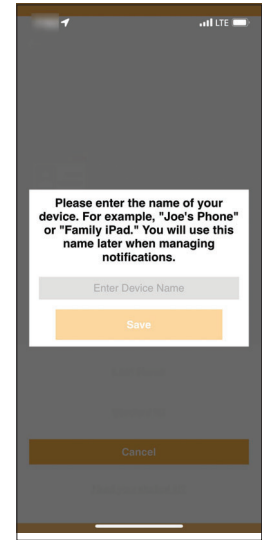 LTE
Please enter the name of your
device. For example, "Joe's Phone"
or "Family iPad." You will use this
name later when managing
notifications.
Enter Device Name
Save
Cancel